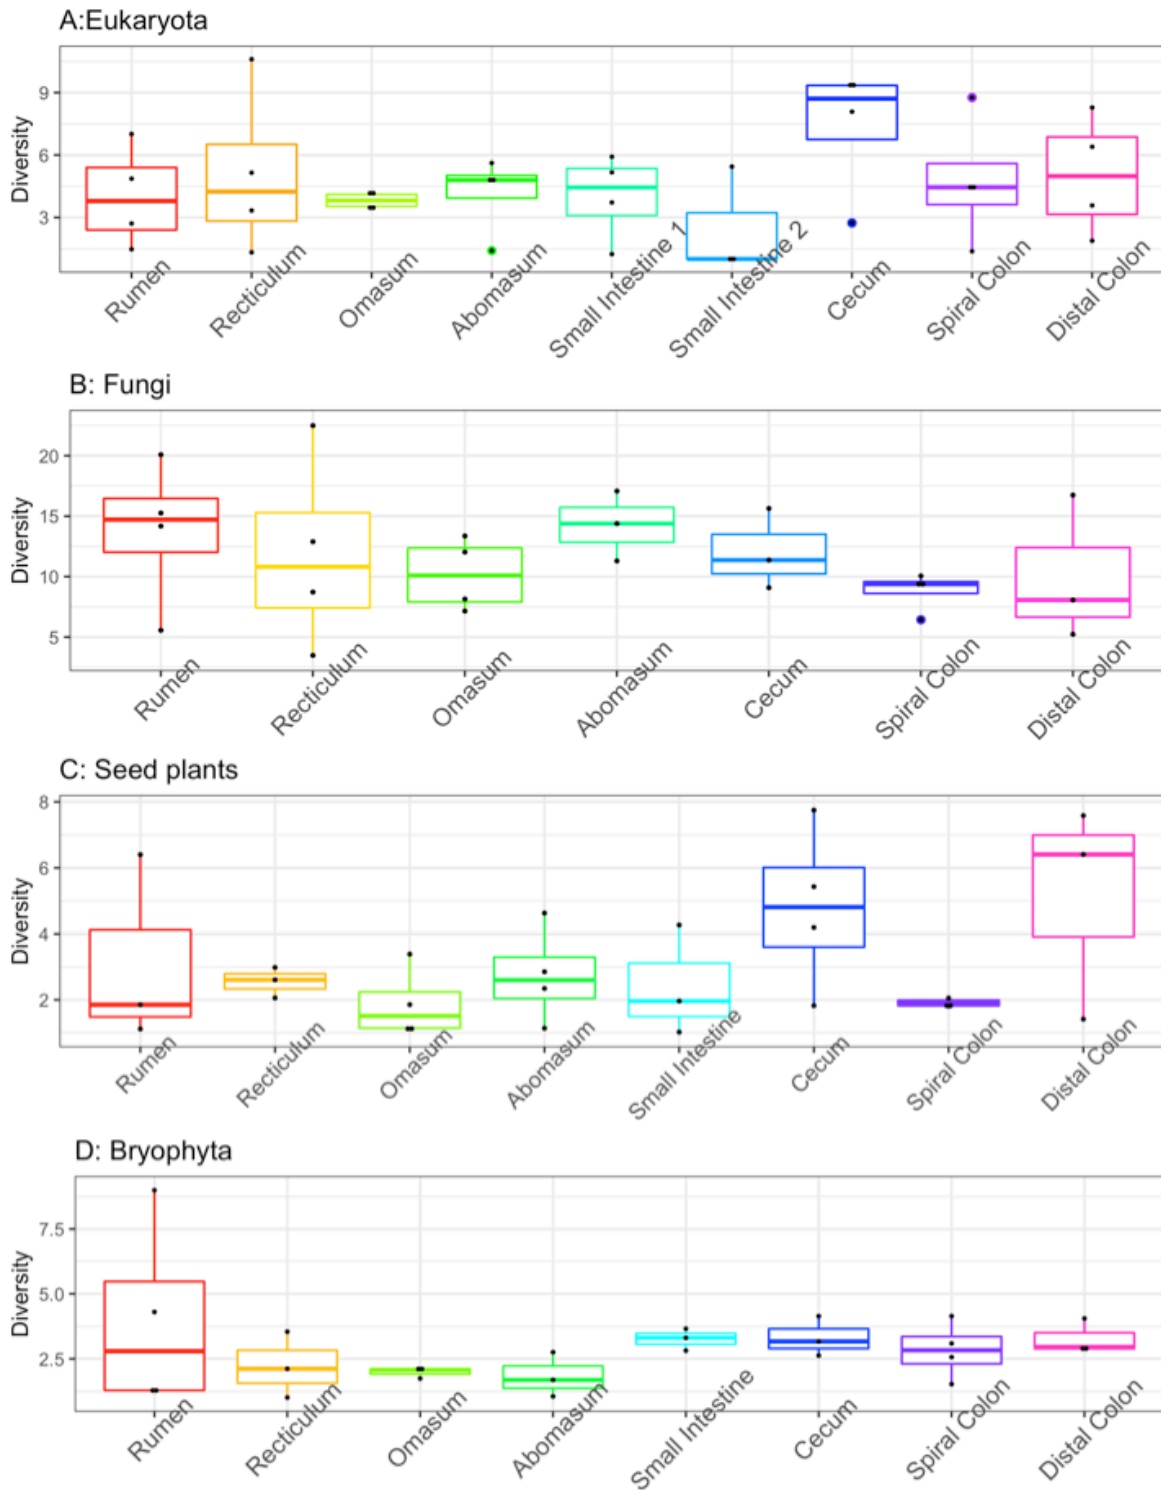 A:Eukaryota
Diversity
9
6
3
Rumen
Recticulum
Omasum
Abomasum
Small Intestine 1
Small Intestine 2
Cecum
Spiral Colon
Distal Colon
B: Fungi
Diversity
20
15
10
5
Rumen
Recticulum
Omasum
Abomasum
Cecum
Spiral Colon
Distal Colon
C: Seed plants
Diversity
8
6
4
2
Rumen
Recticulum
Omasum
Abomasum
Small Intestine
Cecum
Spiral Colon
Distal Colon
D: Bryophyta
Diversity
7.5
5.0
2.5
Rumen
Recticulum
Omasum
Abomasum
Small Intestine
Cecum
Spiral Colon
Distal Colon